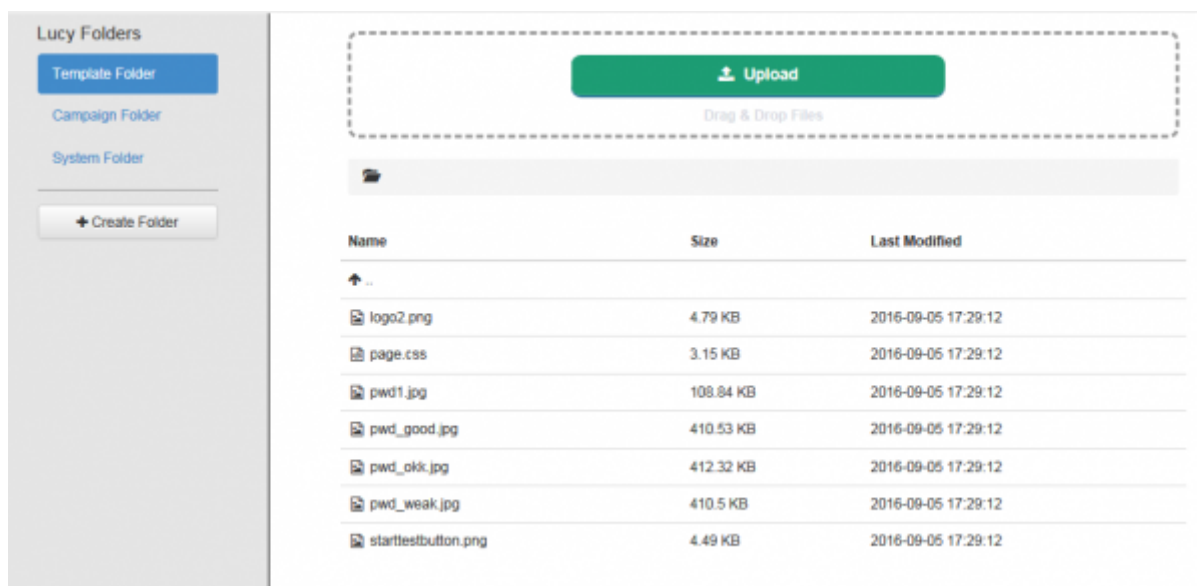 Lucy Folders
Template Folder
Campaign Folder
System Folder
Create Folder
Upload
Drag & Drop Files
Name Size Last Modified
..
logo2.png 4.79 KB 2016-09-05 17:29:12
page.css 3.15 KB 2016-09-05 17:29:12
pwd1.jpg 108.84 KB 2016-09-05 17:29:12
pwd_good.jpg 410.53 KB 2016-09-05 17:29:12
pwd_okk.jpg 412.32 KB 2016-09-05 17:29:12
pwd_weak.jpg 410.5 KB 2016-09-05 17:29:12
starttestbutton.png 4.49 KB 2016-09-05 17:29:12